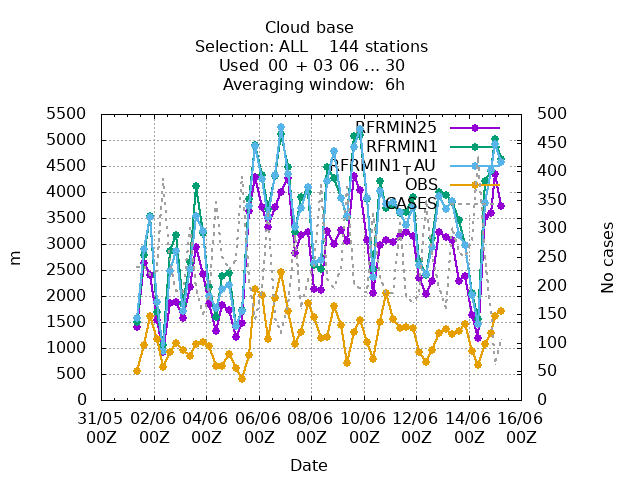 Cloud base
Selection: ALL    144 stations
Used  00 + 03 06 ... 30
Averaging window:  6h
5500
5000
4500
4000
3500
3000
2500
2000
1500
1000
500
0
m
500
450
400
350
300
250
200
150
100
50
0
No cases
RFRMIN25
RFRMIN1
RFRMIN1_AU
OBS
CASES
31/05 02/06 04/06 06/06 08/06 10/06 12/06 14/06 16/06
00Z 00Z 00Z 00Z 00Z 00Z 00Z 00Z 00Z
Date